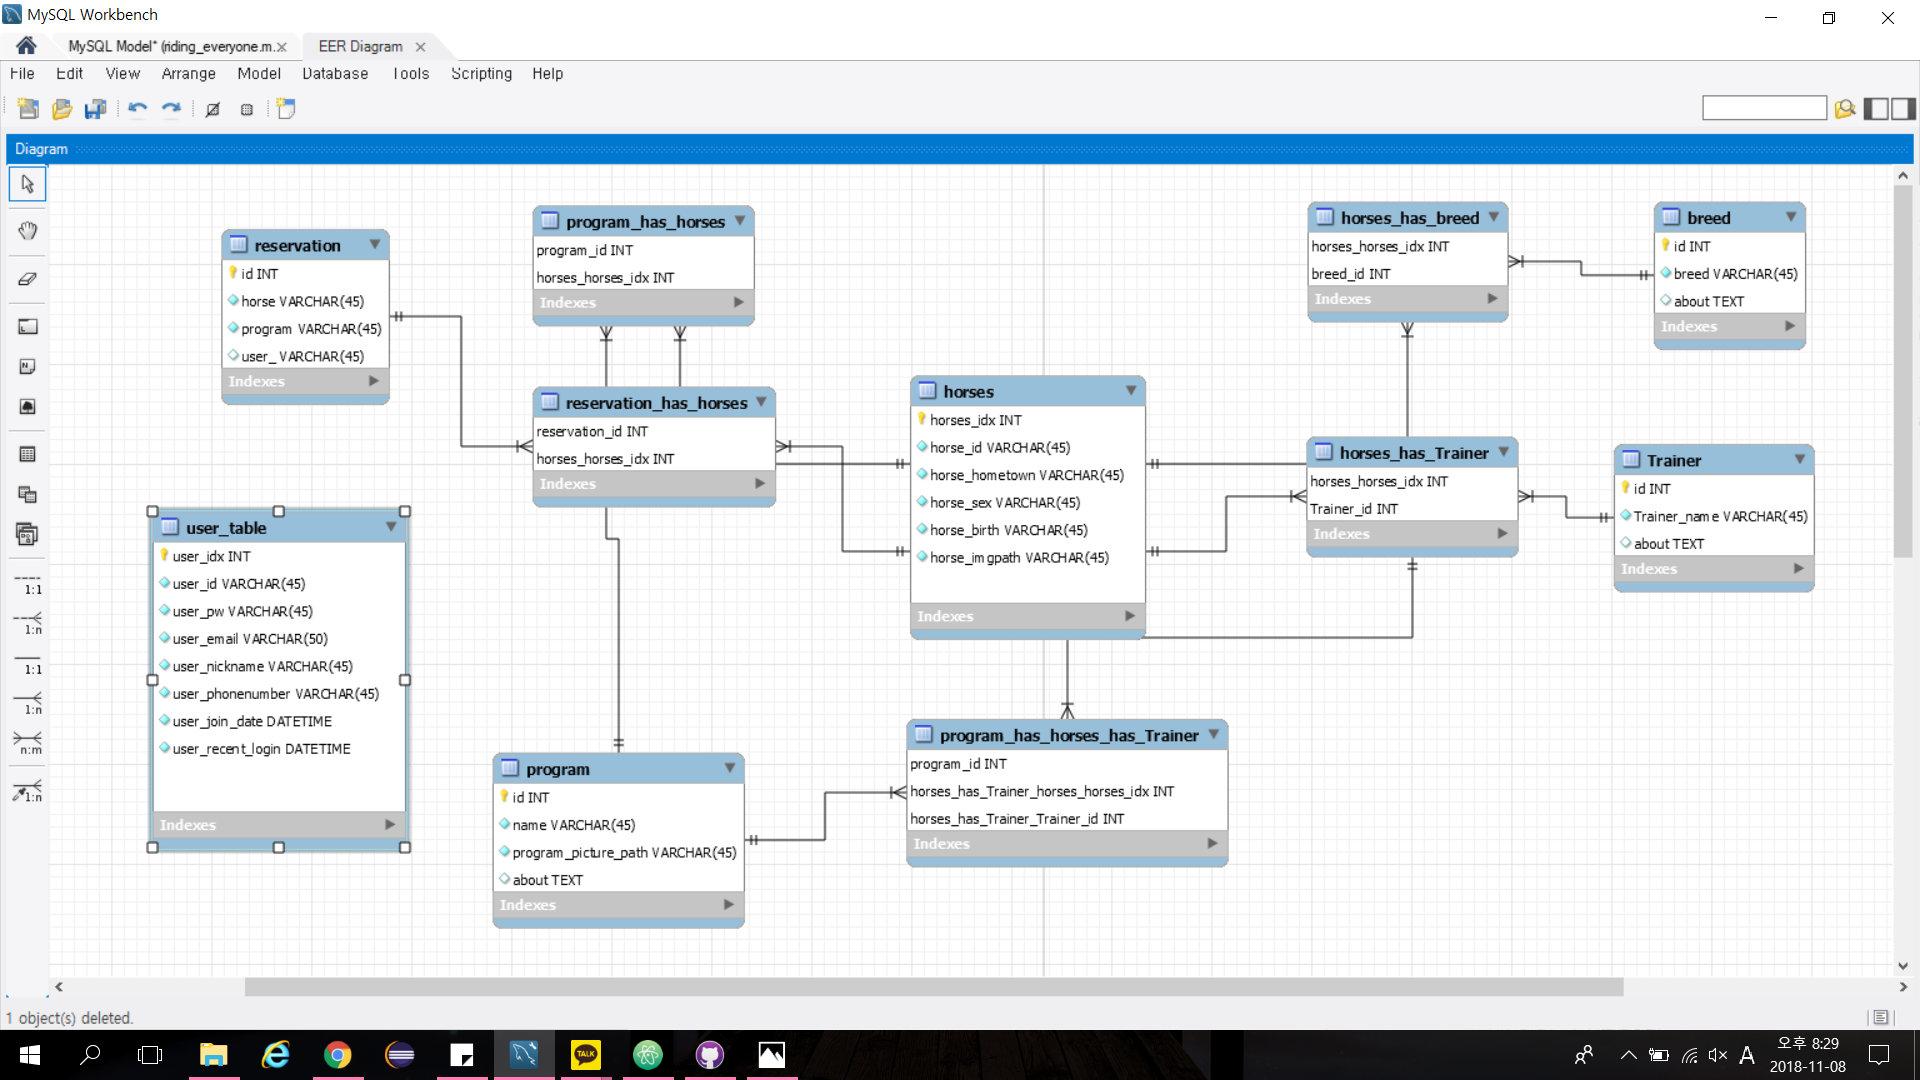 MySQL Workbench
MySQL Model* (riding_everyone.m...
EER Diagram
File Edit View Arrange Model Database Tools Scripting Help
Diagram
reservation
id INT
horse VARCHAR(45)
program VARCHAR(45)
user_ VARCHAR(45)
Indexes
program_has_horses
program_id INT
horses_horses_idx INT
Indexes
horses_has_breed
horses_horses_idx INT
breed_id INT
Indexes
breed
id INT
breed VARCHAR(45)
about TEXT
Indexes
reservation_has_horses
reservation_id INT
horses_horses_idx INT
Indexes
horses
horses_idx INT
horse_id VARCHAR(45)
horse_hometown VARCHAR(45)
horse_sex VARCHAR(45)
horse_birth VARCHAR(45)
horse_imgpath VARCHAR(45)
Indexes
horses_has_Trainer
horses_horses_idx INT
Trainer_id INT
Indexes
Trainer
id INT
Trainer_name VARCHAR(45)
about TEXT
Indexes
user_table
user_idx INT
user_id VARCHAR(45)
user_pw VARCHAR(45)
user_email VARCHAR(50)
user_nickname VARCHAR(45)
user_phonenumber VARCHAR(45)
user_join_date DATETIME
user_recent_login DATETIME
Indexes
program
id INT
name VARCHAR(45)
program_picture_path VARCHAR(45)
about TEXT
Indexes
program_has_horses_has_Trainer
program_id INT
horses_has_Trainer_horses_horses_idx INT
horses_has_Trainer_Trainer_id INT
Indexes
1:1
1:n
1:1
1:n
n:m
1:n
1 object(s) deleted.
TALK
A
오후 8:29
2018-11-08